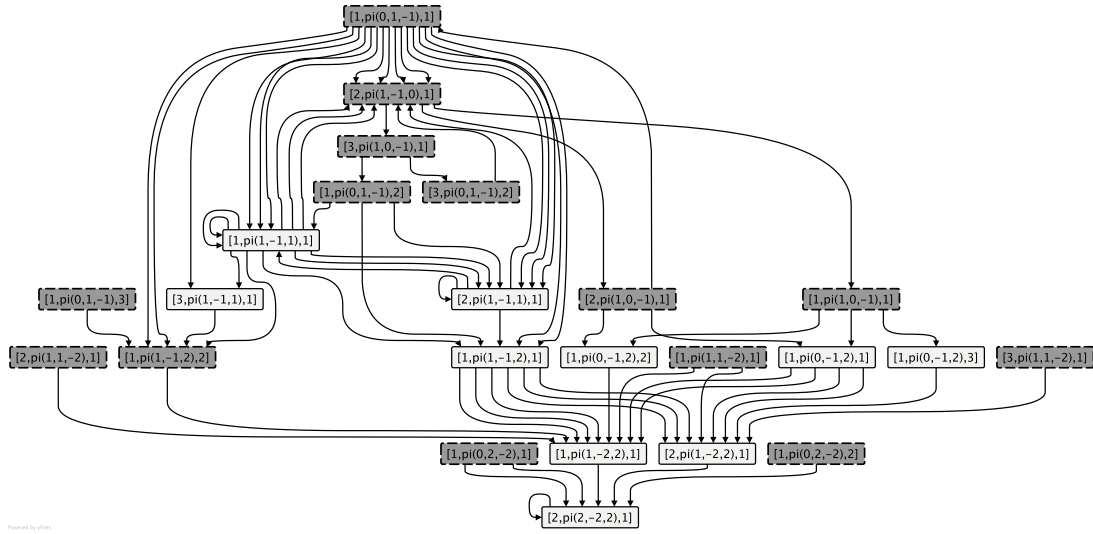 [1,pi(0,1,−1),1]
[2,pi(1,−1,0),1]
[3,pi(1,0,−1),1]
[1,pi(0,1,−1),2]
[3,pi(0,1,−1),2]
[1,pi(1,−1,1),1]
[1,pi(0,1,−1),3]
[3,pi(1,−1,1),1]
[2,pi(1,−1,1),1]
[2,pi(1,0,−1),1]
[1,pi(1,0,−1),1]
[2,pi(1,1,−2),1]
[1,pi(1,−1,2),2]
[1,pi(1,−1,2),1]
[1,pi(0,−1,2),2]
[1,pi(1,1,−2),1]
[1,pi(0,−1,2),1]
[1,pi(0,−1,2),3]
[3,pi(1,1,−2),1]
[1,pi(0,2,−2),1]
[1,pi(1,−2,2),1]
[2,pi(1,−2,2),1]
[1,pi(0,2,−2),2]
[2,pi(2,−2,2),1]
Powered by yFiles